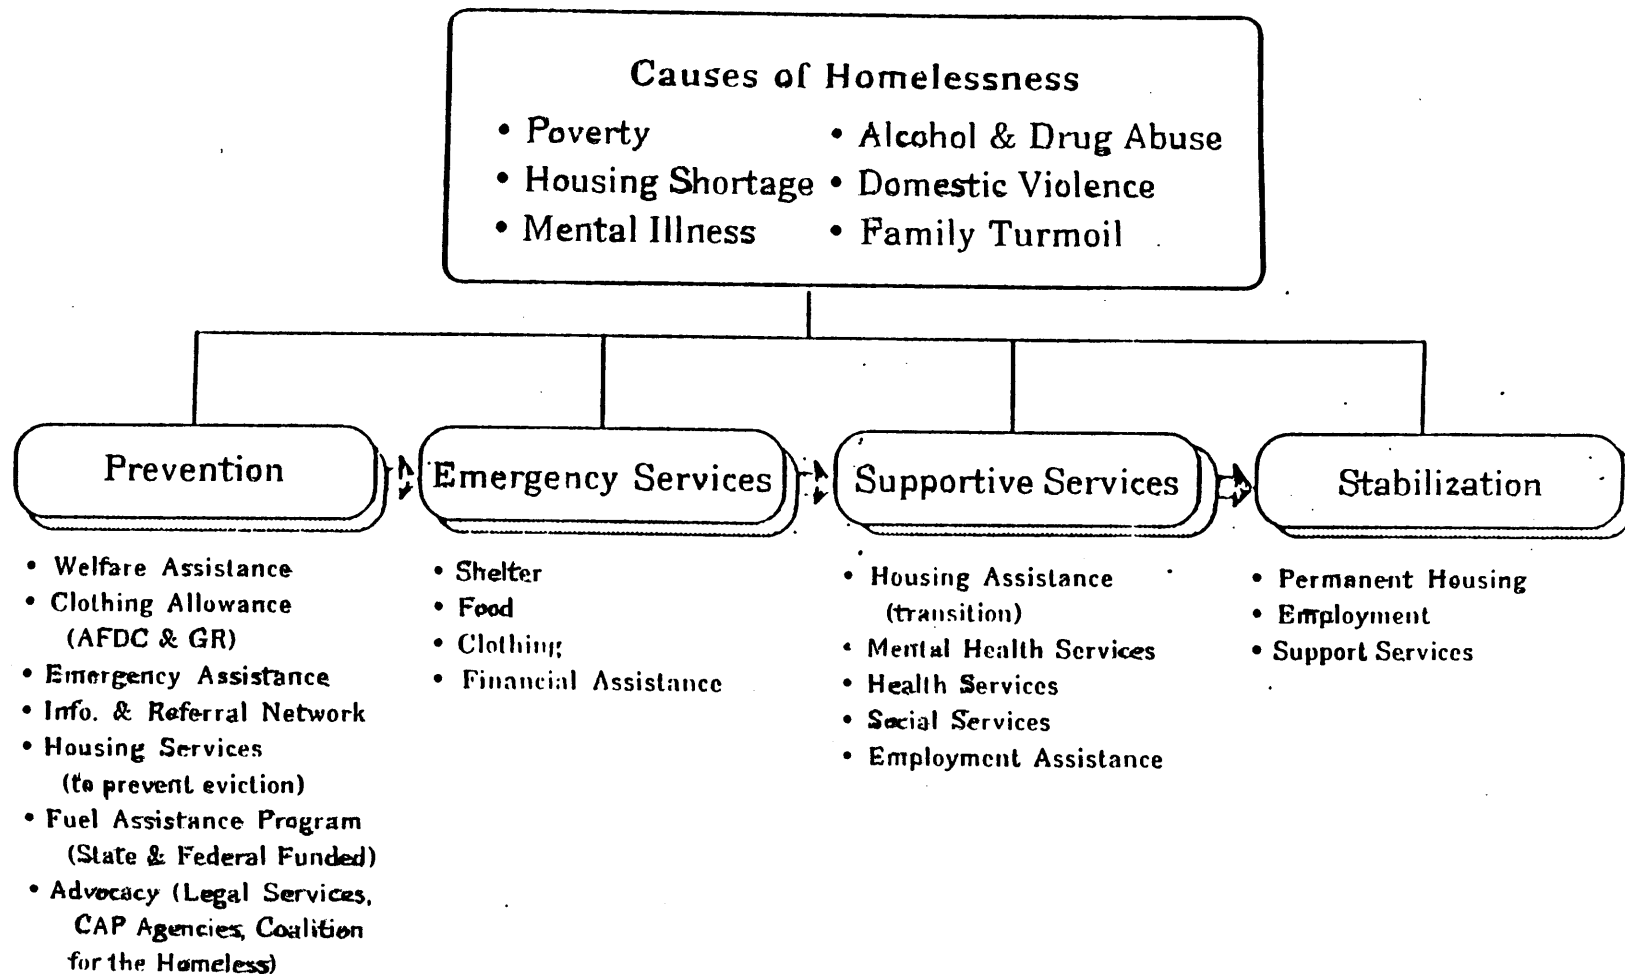 Causes of Homelessness
• Poverty
• Housing Shortage
• Mental Illness
• Alcohol & Drug Abuse
• Domestic Violence
• Family Turmoil
Prevention
• Welfare Assistance
• Clothing Allowance
(AFDC & GR)
• Emergency Assistance
• Info. & Referral Network
• Housing Services
(to prevent eviction)
• Fuel Assistance Program
(State & Federal Funded)
• Advocacy (Legal Services,
CAP Agencies, Coalition
for the Homeless)
Emergency Services
• Shelter
• Food
• Clothing
• Financial Assistance
Supportive Services
• Housing Assistance
(transition)
• Mental Health Services
• Health Services
• Social Services
• Employment Assistance
Stabilization
• Permanent Housing
• Employment
• Support Services